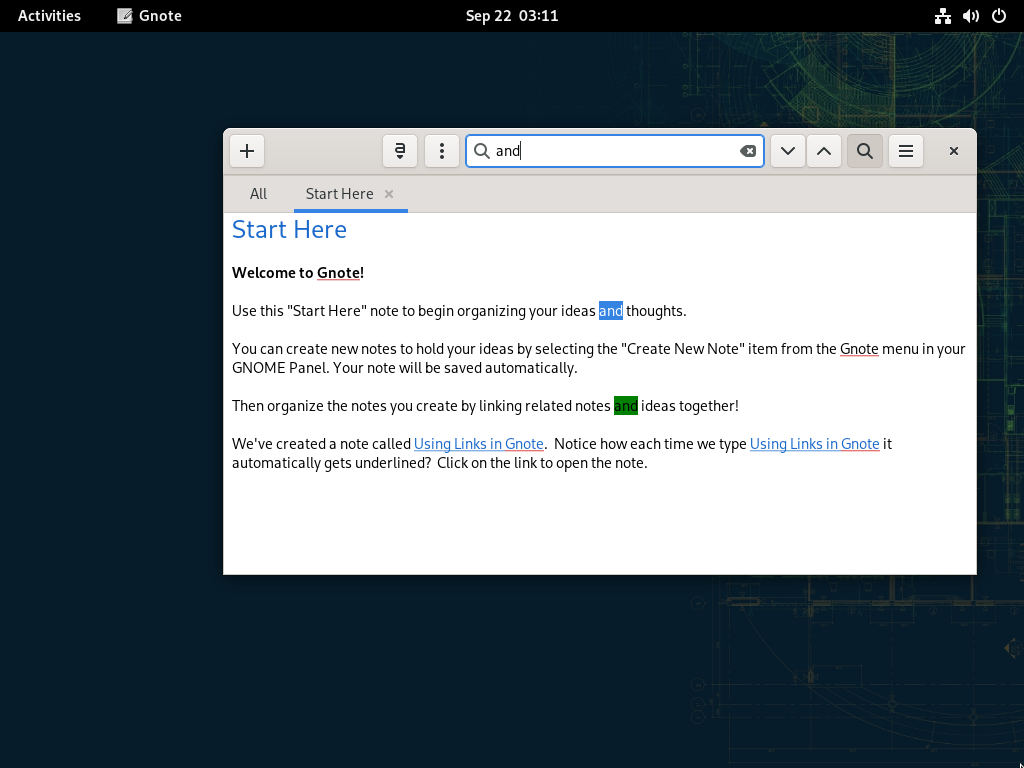 Activities Gnote Sep 22 03:11
and
All Start Here
Start Here
Welcome to Gnote!
Use this "Start Here" note to begin organizing your ideas and thoughts.
You can create new notes to hold your ideas by selecting the "Create New Note" item from the Gnote menu in your
GNOME Panel. Your note will be saved automatically.
Then organize the notes you create by linking related notes and ideas together!
We've created a note called Using Links in Gnote.  Notice how each time we type Using Links in Gnote it
automatically gets underlined?  Click on the link to open the note.